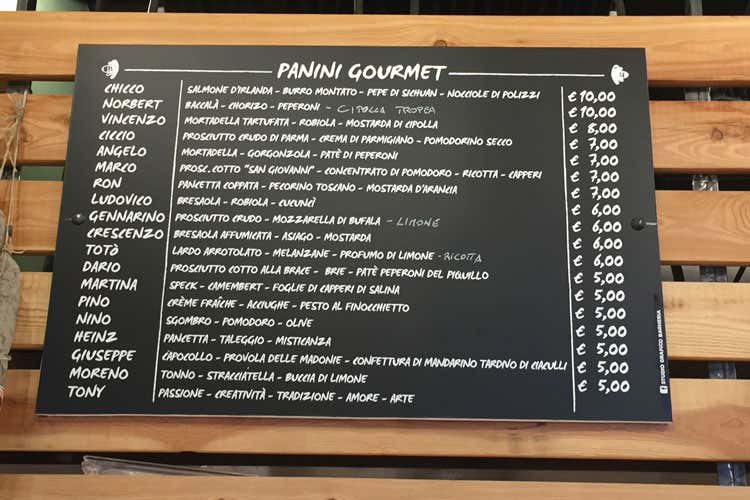 PANINI GOURMET
CHICCO SALMONE D'IRLANDA - BURRO MONTATO - PEPE DI SICHUAN - NOCCIOLE DI POLIZZI € 10,00
NORBERT BACCALÀ - CHORIZO - PEPERONI - CIPOLLA TROPEA € 10,00
VINCENZO MORTADELLA TARTUFATA - ROBIOLA - MOSTARDA DI CIPOLLA € 8,00
CICCIO PROSCIUTTO CRUDO DI PARMA - CREMA DI PARMIGIANO - POMODORINO SECCO € 7,00
ANGELO MORTADELLA - GORGONZOLA - PATÈ DI PEPERONI € 7,00
MARCO PROSC. COTTO "SAN GIOVANNI" - CONCENTRATO DI POMODORO - RICOTTA - CAPPERI € 7,00
RON PANCETTA COPPATA - PECORINO TOSCANO - MOSTARDA D'ARANCIA € 7,00
LUDOVICO BRESAOLA - ROBIOLA - CUCUNCÌ € 6,00
GENNARINO PROSCIUTTO CRUDO - MOZZARELLA DI BUFALA - LIMONE € 6,00
CRESCENZO BRESAOLA AFFUMICATA - ASIAGO - MOSTARDA € 6,00
TOTÒ LARDO ARROTOLATO - MELANZANE - PROFUMO DI LIMONE - RICOTTA € 6,00
DARIO PROSCIUTTO COTTO ALLA BRACE - BRIE - PATÈ PEPERONI DEL PIQUILLO € 5,00
MARTINA SPECK - CAMEMBERT - FOGLIE DI CAPPERI DI SALINA € 5,00
PINO CRÈME FRAÎCHE - ACCIUGHE - PESTO AL FINOCCHIETTO € 5,00
NINO SGOMBRO - POMODORO - OLIVE € 5,00
HEINZ PANCETTA - TALEGGIO - MISTICANZA € 5,00
GIUSEPPE CAPOCOLLO - PROVOLA DELLE MADONIE - CONFETTURA DI MANDARINO TARDIVO DI CIACULLI € 5,00
MORENO TONNO - STRACCIATELLA - BUCCIA DI LIMONE € 5,00
TONY PASSIONE - CREATIVITÀ - TRADIZIONE - AMORE - ARTE
STUDIO GRAFICO BARBERIA